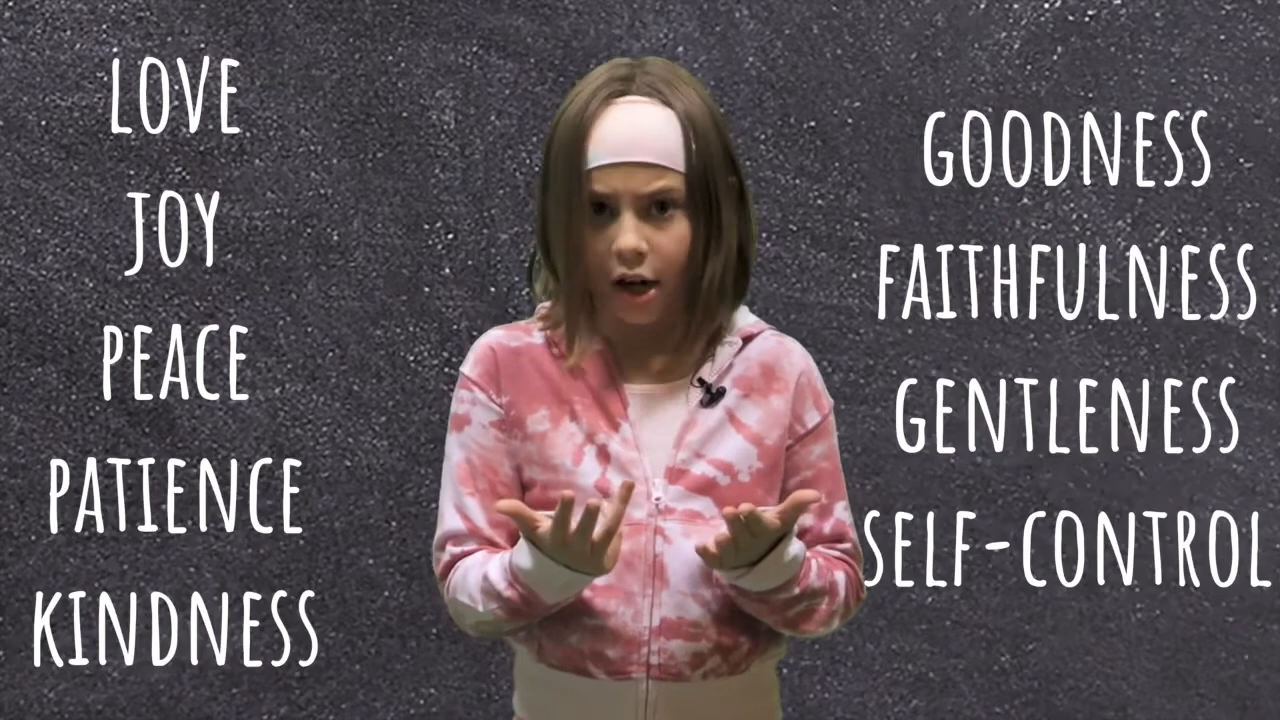 LOVE
JOY
PEACE
PATIENCE
KINDNESS
GOODNESS
FAITHFULNESS
GENTLENESS
SELF-CONTROL